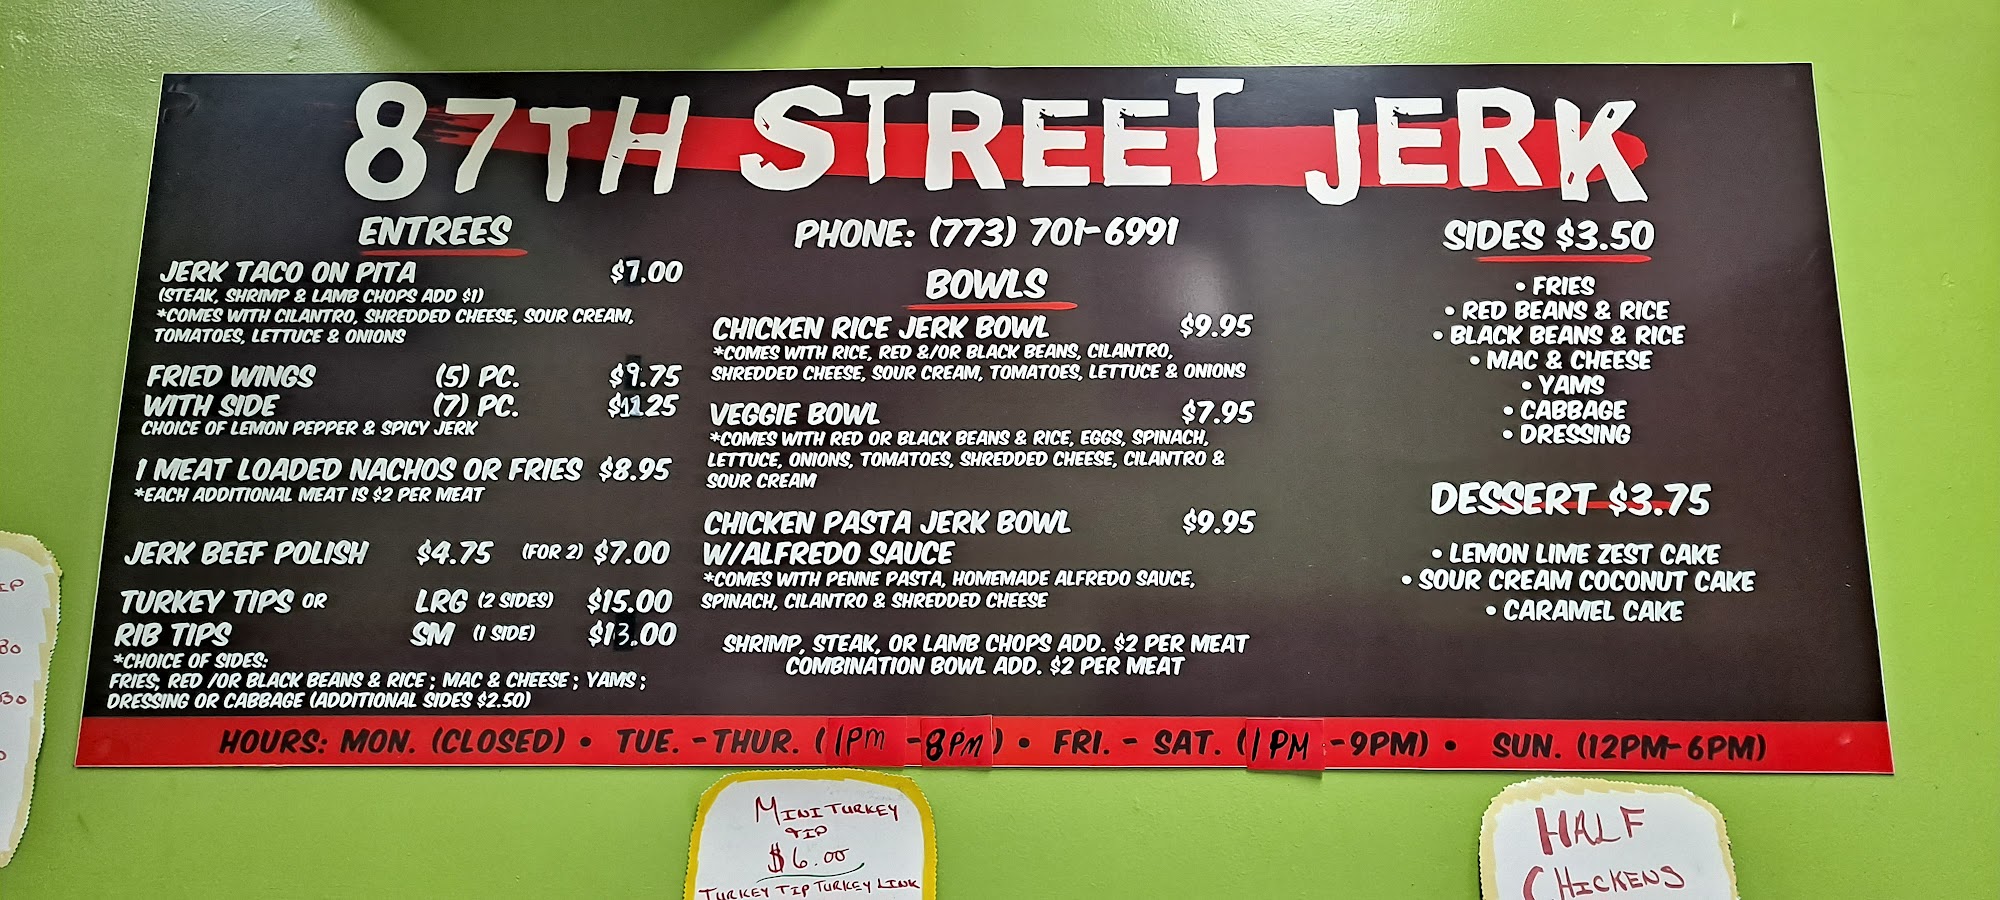 87TH STREET JERK
ENTREES
JERK TACO ON PITA $7.00
(STEAK, SHRIMP & LAMB CHOPS ADD $1)
*COMES WITH CILANTRO, SHREDDED CHEESE, SOUR CREAM,
TOMATOES, LETTUCE & ONIONS
FRIED WINGS (5) PC. $9.75
WITH SIDE (7) PC.
CHOICE OF LEMON PEPPER & SPICY JERK
1 MEAT LOADED NACHOS OR FRIES $8.95
*EACH ADDITIONAL MEAT IS $2 PER MEAT
JERK BEEF POLISH $4.75 (FOR 2) $7.00
TURKEY TIPS OR LRG (2 SIDES) $15.00
RIB TIPS SM (1 SIDE) $13.00
*CHOICE OF SIDES:
FRIES; RED /OR BLACK BEANS & RICE ; MAC & CHEESE ; YAMS ;
DRESSING OR CABBAGE (ADDITIONAL SIDES $2.50)
PHONE: (773) 701-6991
BOWLS
CHICKEN RICE JERK BOWL $9.95
*COMES WITH RICE, RED &/OR BLACK BEANS, CILANTRO,
SHREDDED CHEESE, SOUR CREAM, TOMATOES, LETTUCE & ONIONS
VEGGIE BOWL $7.95
*COMES WITH RED OR BLACK BEANS & RICE, EGGS, SPINACH,
LETTUCE, ONIONS, TOMATOES, SHREDDED CHEESE, CILANTRO &
SOUR CREAM
CHICKEN PASTA JERK BOWL $9.95
W/ALFREDO SAUCE
*COMES WITH PENNE PASTA, HOMEMADE ALFREDO SAUCE,
SPINACH, CILANTRO & SHREDDED CHEESE
SHRIMP, STEAK, OR LAMB CHOPS ADD. $2 PER MEAT
COMBINATION BOWL ADD. $2 PER MEAT
SIDES $3.50
• FRIES
• RED BEANS & RICE
• BLACK BEANS & RICE
• MAC & CHEESE
• YAMS
• CABBAGE
• DRESSING
DESSERT $3.75
• LEMON LIME ZEST CAKE
• SOUR CREAM COCONUT CAKE
• CARAMEL CAKE
HOURS: MON. (CLOSED) • TUE. - THUR. (1PM - 8PM) • FRI. - SAT. (1PM - 9PM) • SUN. (12PM- 6PM)
MINI TURKEY
TIP
$6.00
TURKEY TIP TURKEY LINK
HALF
CHICKENS